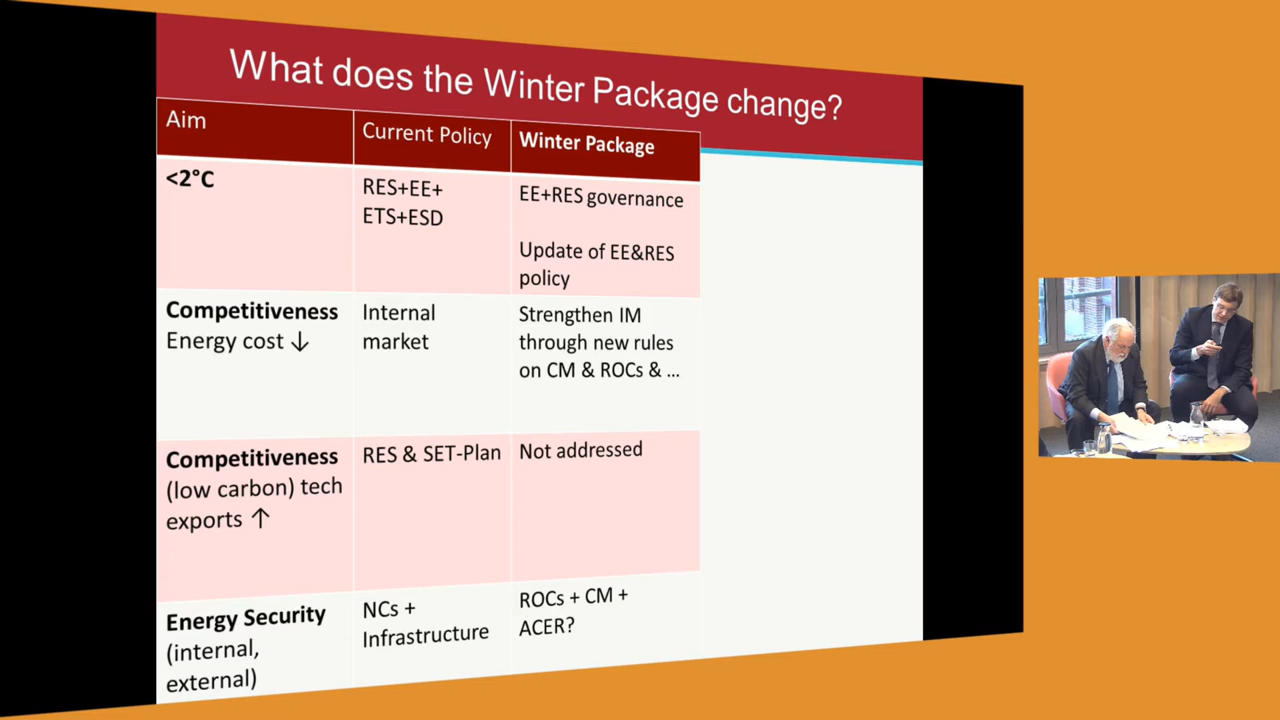 What does the Winter Package change?
Aim
Current Policy
Winter Package
<2°C
RES+EE+
ETS+ESD
EE+RES governance
Update of EE&RES
policy
Competitiveness
Energy cost ↓
Internal
market
Strengthen IM
through new rules
on CM & ROCs & ...
Competitiveness
(low carbon) tech
exports ↑
RES & SET-Plan
Not addressed
Energy Security
(internal,
external)
NCs +
Infrastructure
ROCs + CM +
ACER?